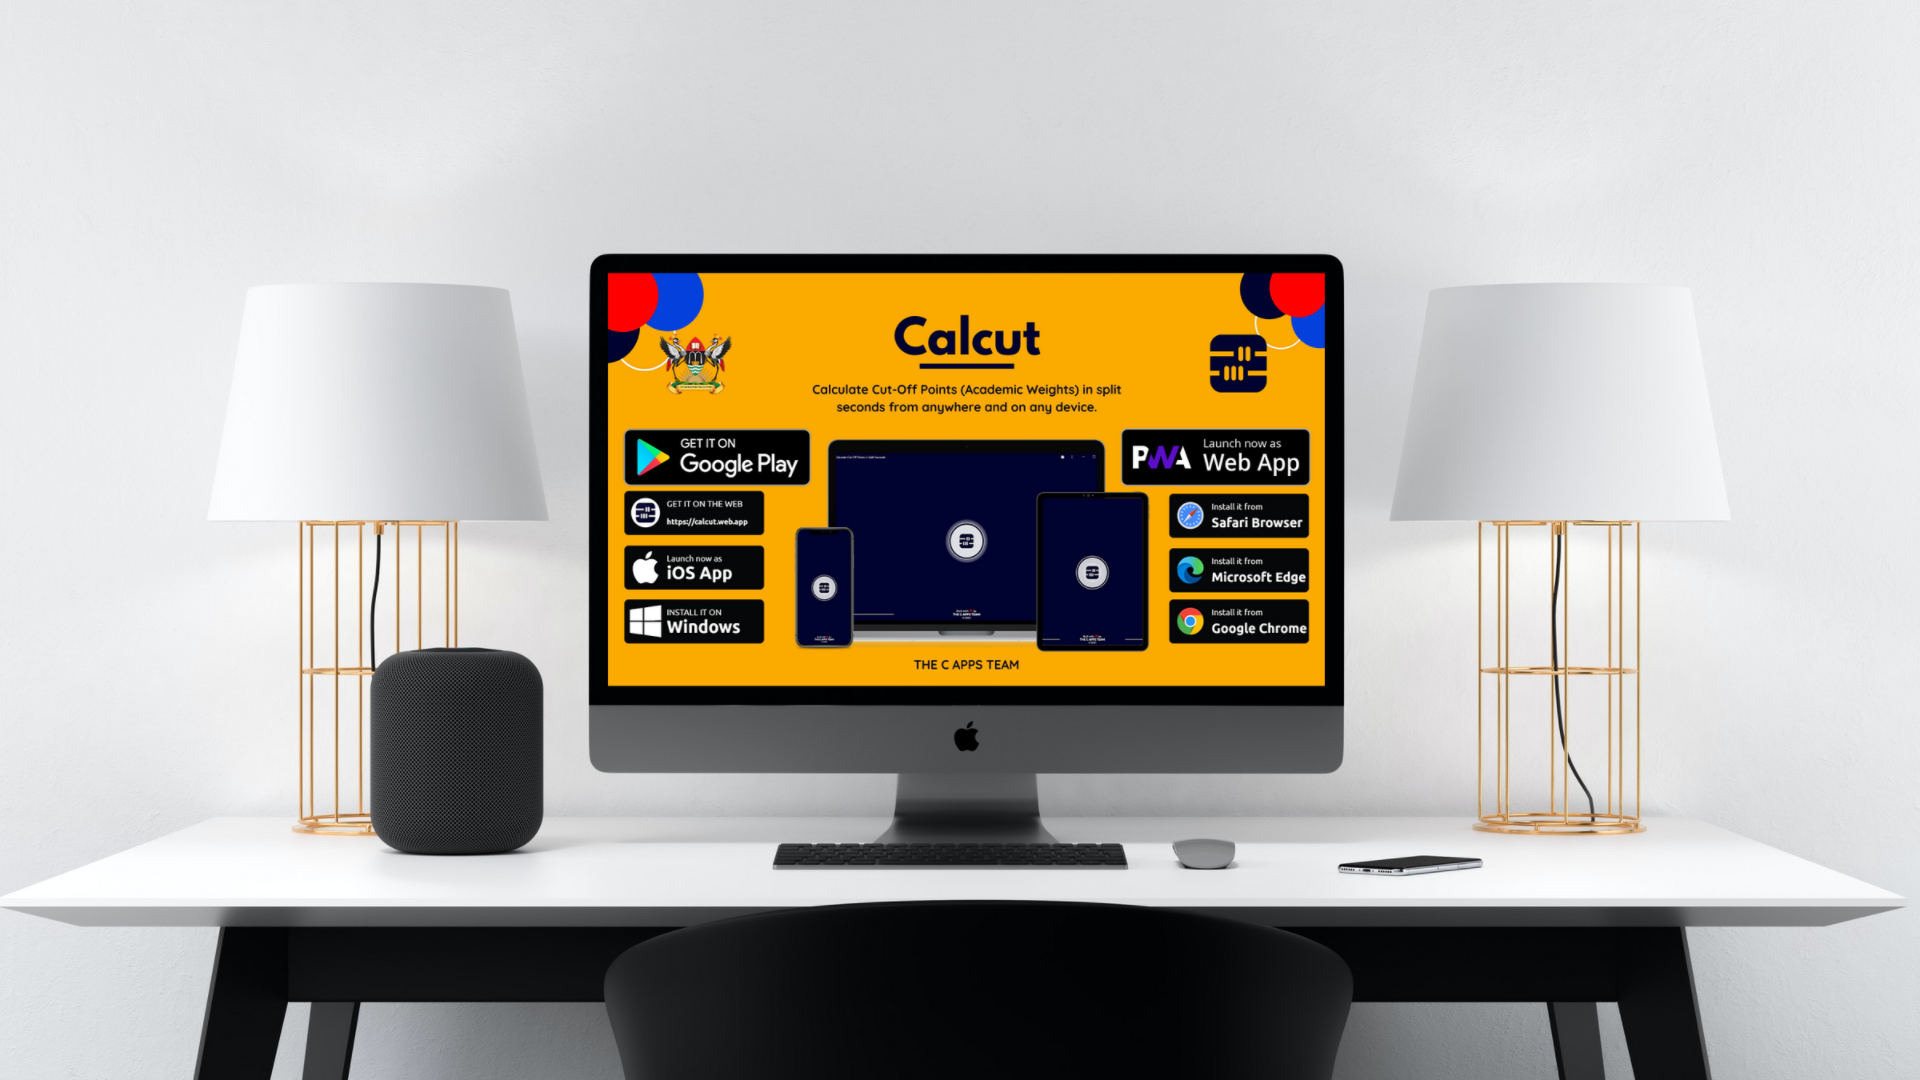 Calcut
Calculate Cut-Off Points (Academic Weights) in split
seconds from anywhere and on any device.
GET IT ON
Google Play
GET IT ON THE WEB
https://calcut.web.app
Launch now as
iOS App
INSTALL IT ON
Windows
PWA
Launch now as
Web App
Install it from
Safari Browser
Install it from
Microsoft Edge
Install it from
Google Chrome
THE C APPS TEAM
THE C APPS TEAM